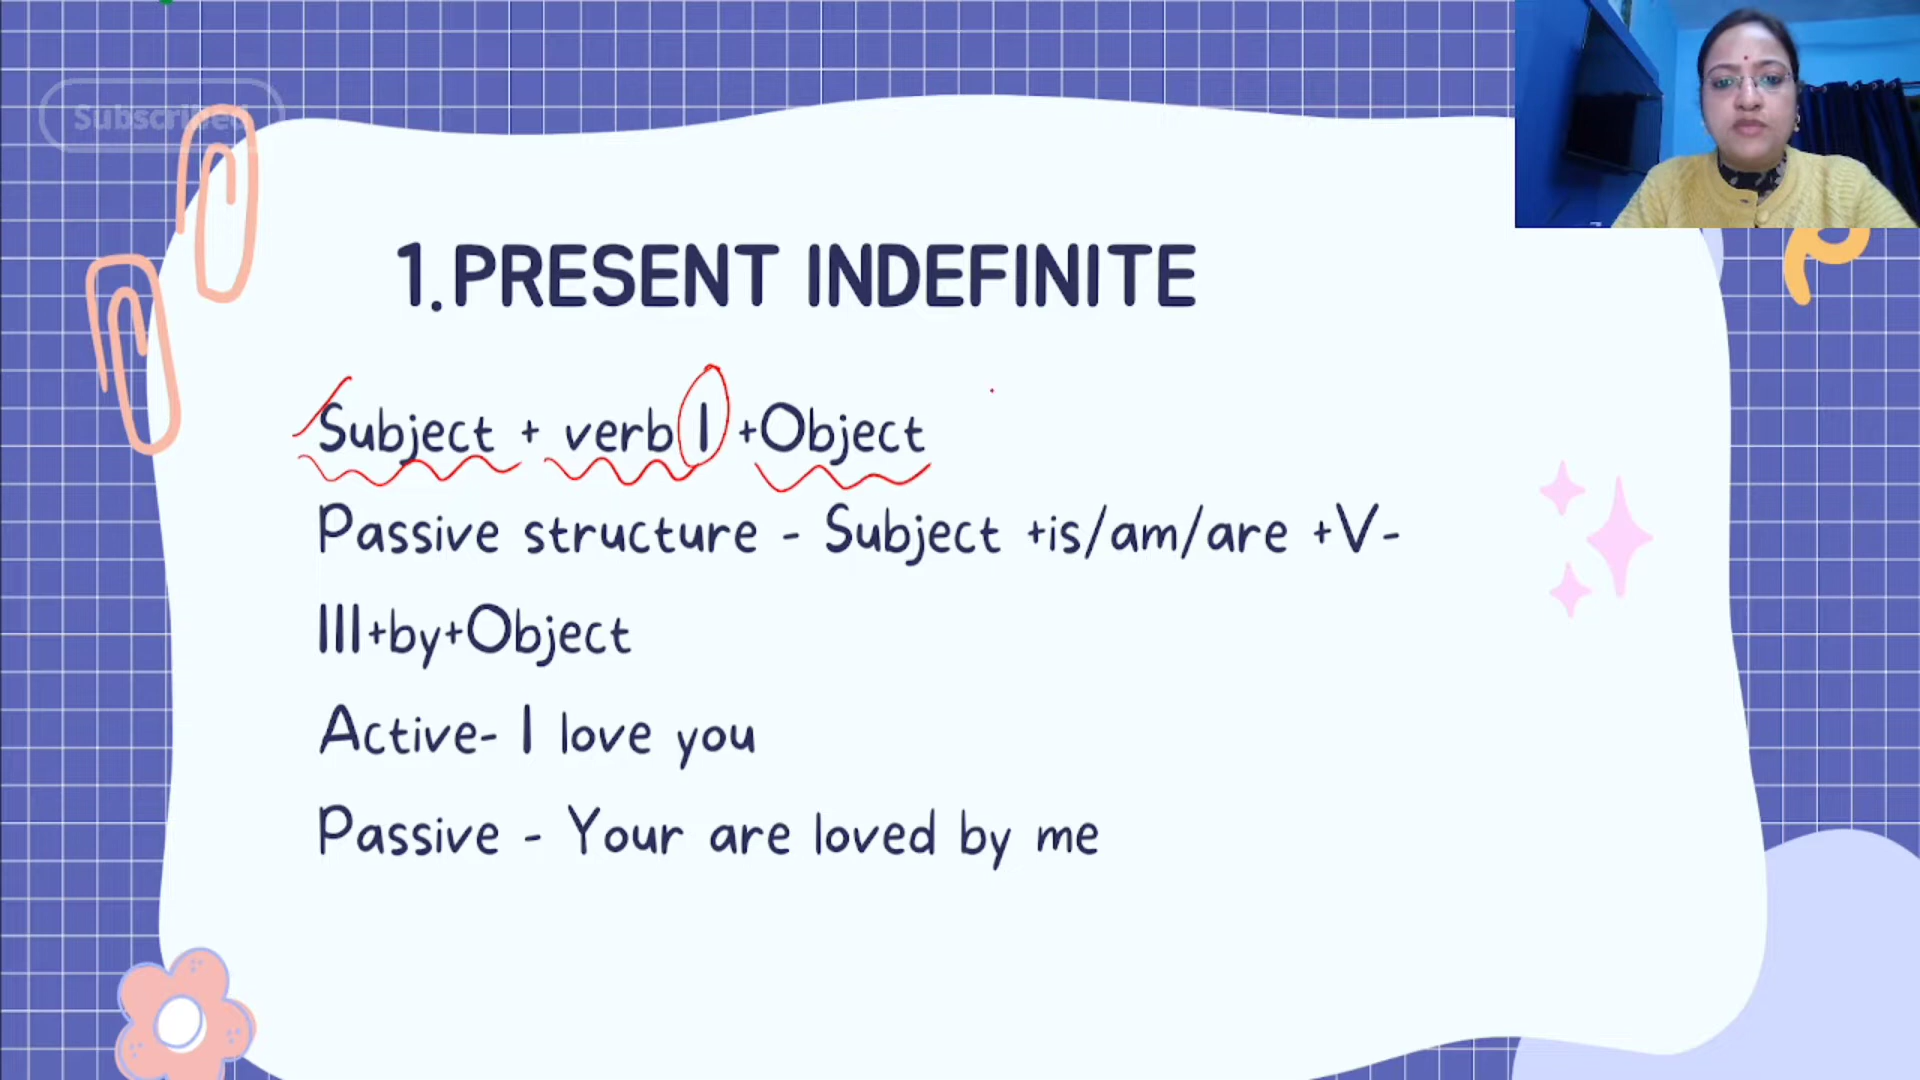 Subscribed
1.PRESENT INDEFINITE
Subject + verb I +Object
Passive structure - Subject +is/am/are +V-
III+by+Object
Active- I love you
Passive - Your are loved by me